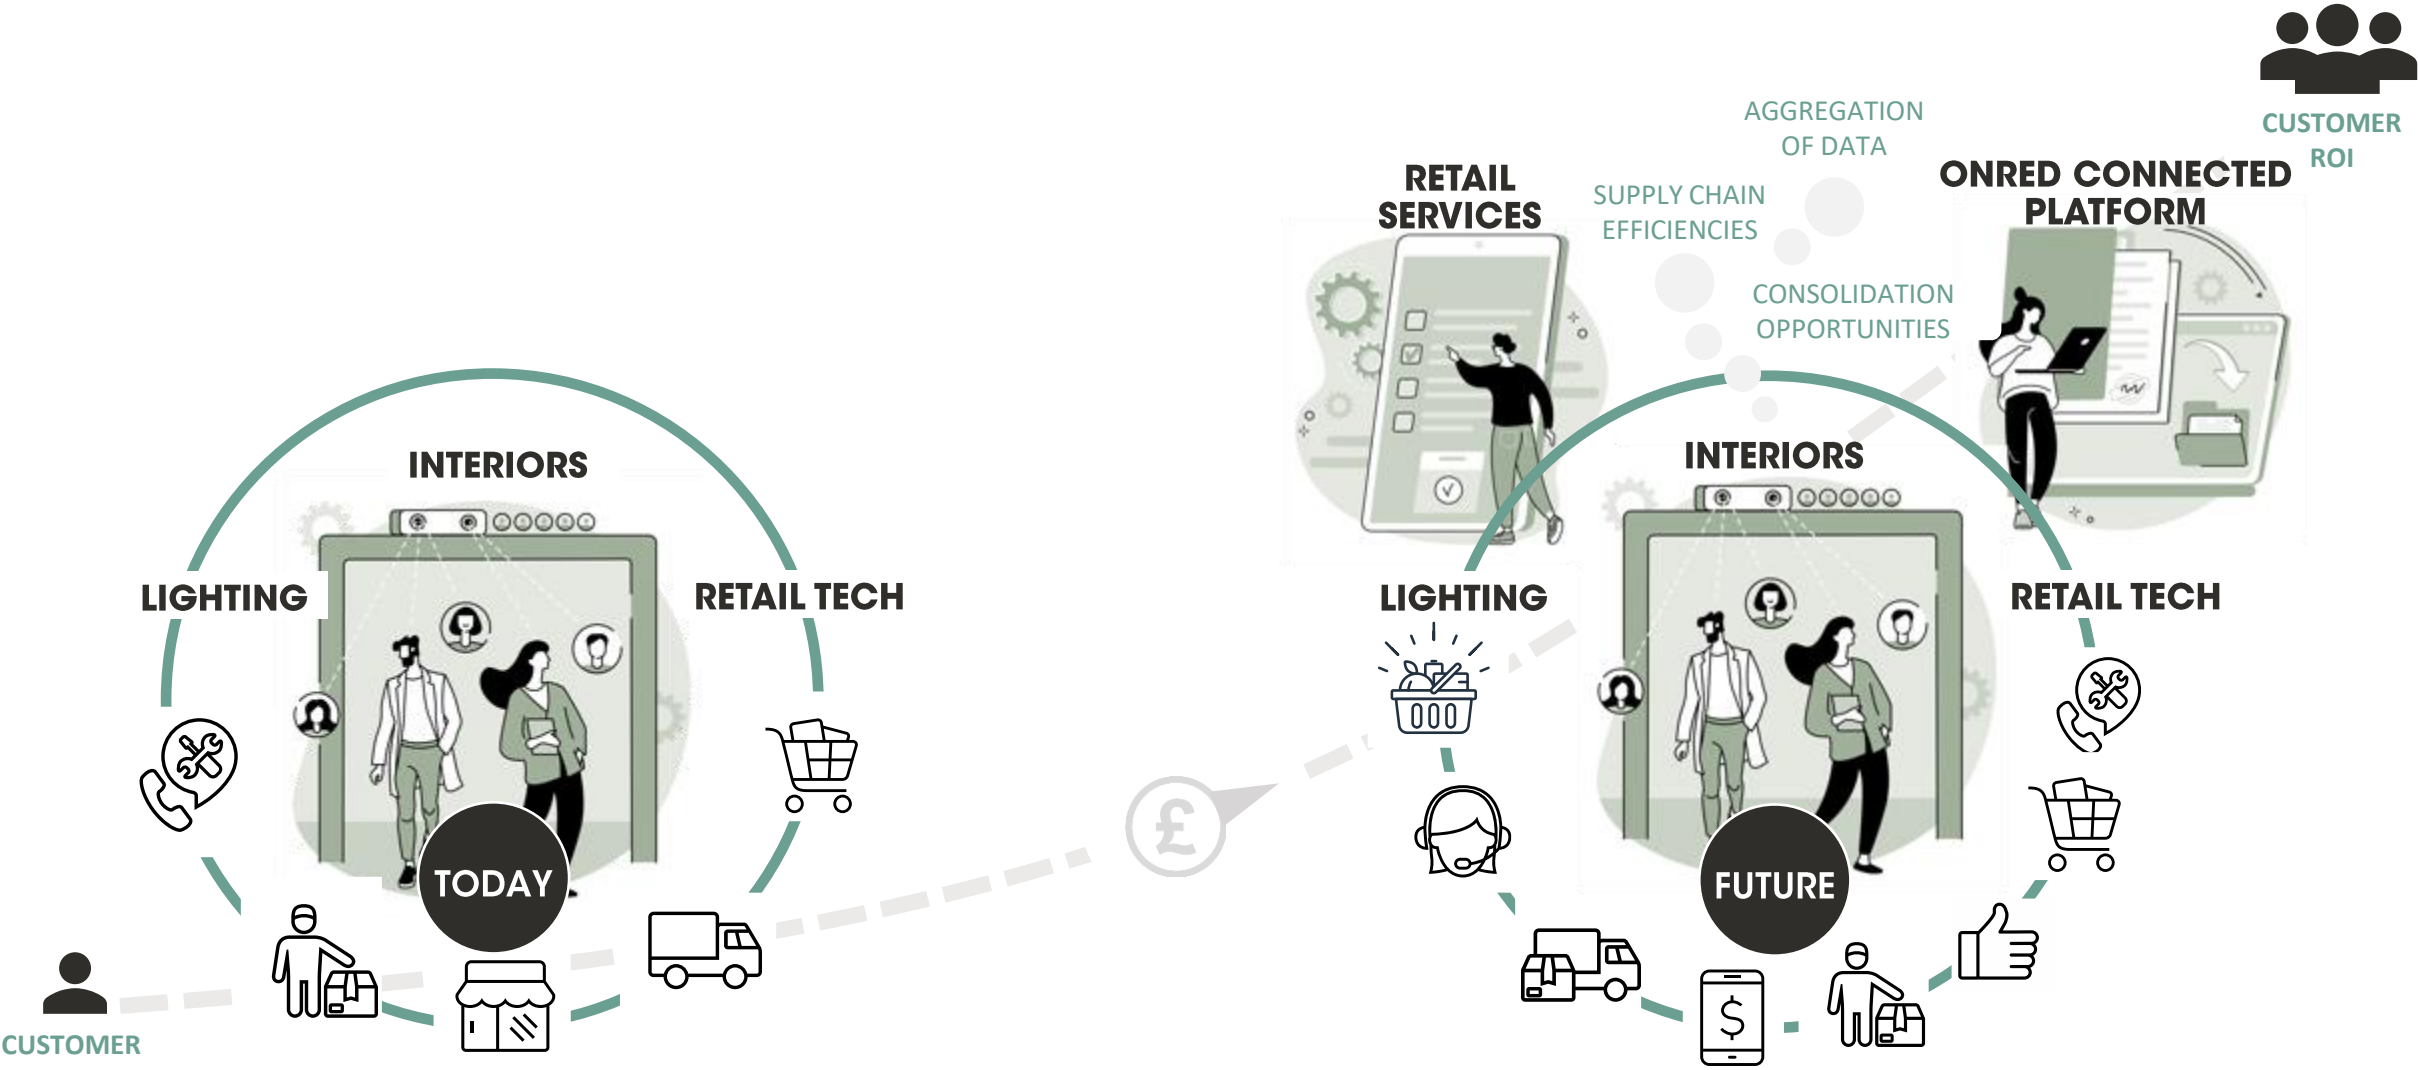 INTERIORS
LIGHTING
RETAIL TECH
TODAY
CUSTOMER
£
RETAIL
SERVICES
SUPPLY CHAIN
EFFICIENCIES
AGGREGATION
OF DATA
CONSOLIDATION
OPPORTUNITIES
ONRED CONNECTED
PLATFORM
CUSTOMER
ROI
INTERIORS
LIGHTING
RETAIL TECH
FUTURE
$